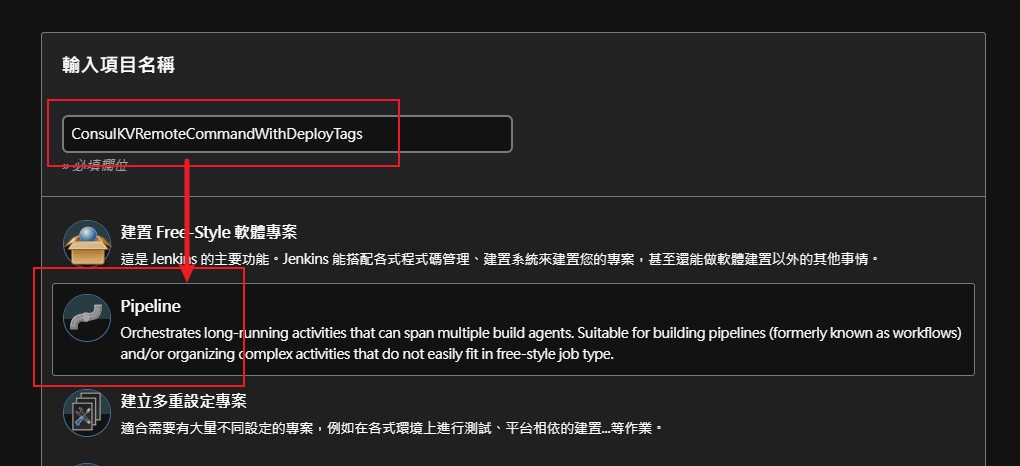 輸入項目名稱
ConsulKVRemoteCommandWithDeployTags
» 必填欄位
建置 Free-Style 軟體專案
這是 Jenkins 的主要功能。Jenkins 能搭配各式程式碼管理、建置系統來建置您的專案，甚至還能做軟體建置以外的其他事情。
Pipeline
Orchestrates long-running activities that can span multiple build agents. Suitable for building pipelines (formerly known as workflows)
and/or organizing complex activities that do not easily fit in free-style job type.
建立多重設定專案
適合需要有大量不同設定的專案，例如在各式環境上進行測試、平台相依的建置...等作業。